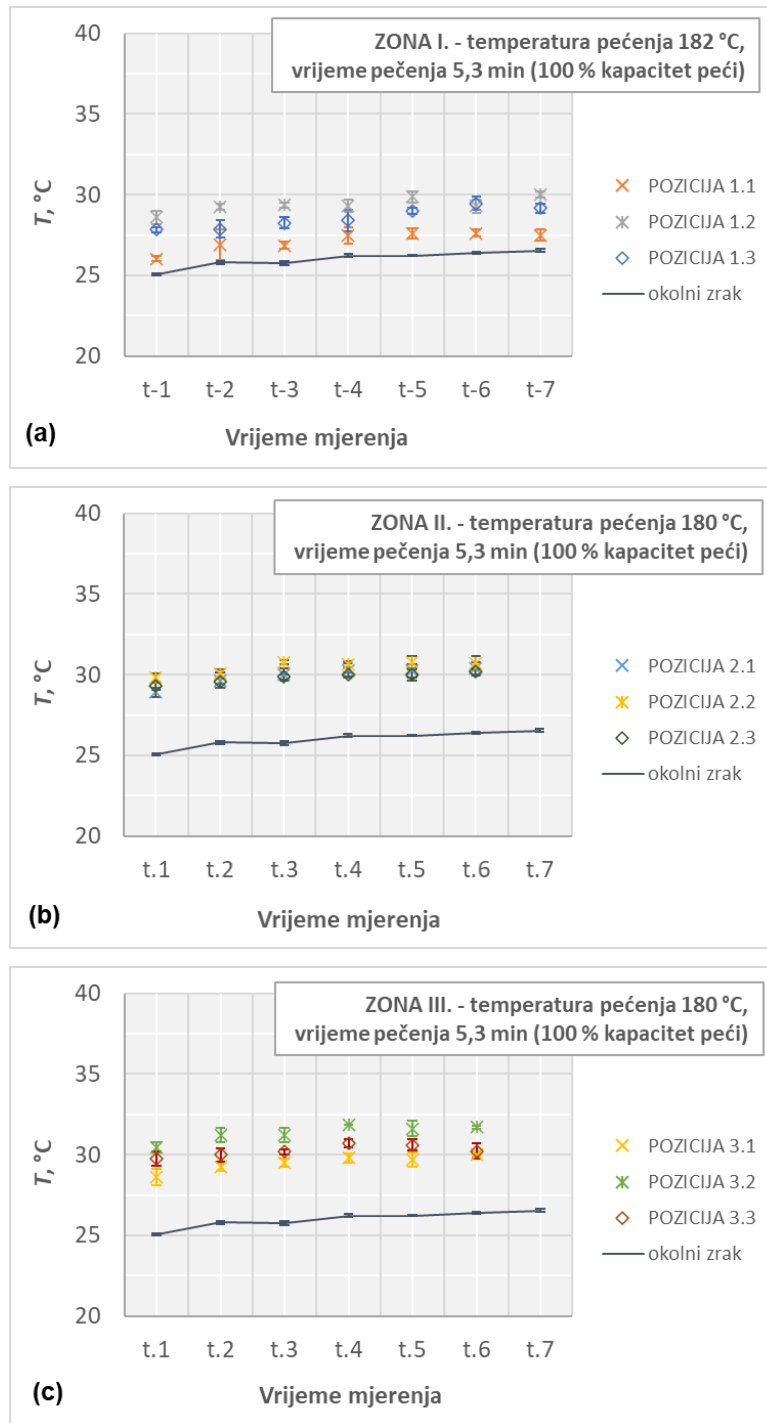 ZONA I. - temperatura pećenja 182 °C,
vrijeme pečenja 5,3 min (100 % kapacitet peći)
40
35
30
25
20
T, °C
t-1 t-2 t-3 t-4 t-5 t-6 t-7
Vrijeme mjerenja
POZICIJA 1.1
POZICIJA 1.2
POZICIJA 1.3
okolni zrak
(a)
ZONA II. - temperatura pećenja 180 °C,
vrijeme pečenja 5,3 min (100 % kapacitet peći)
40
35
30
25
20
T, °C
t.1 t.2 t.3 t.4 t.5 t.6 t.7
Vrijeme mjerenja
POZICIJA 2.1
POZICIJA 2.2
POZICIJA 2.3
okolni zrak
(b)
ZONA III. - temperatura pećenja 180 °C,
vrijeme pečenja 5,3 min (100 % kapacitet peći)
40
35
30
25
20
T, °C
t.1 t.2 t.3 t.4 t.5 t.6 t.7
Vrijeme mjerenja
POZICIJA 3.1
POZICIJA 3.2
POZICIJA 3.3
okolni zrak
(c)